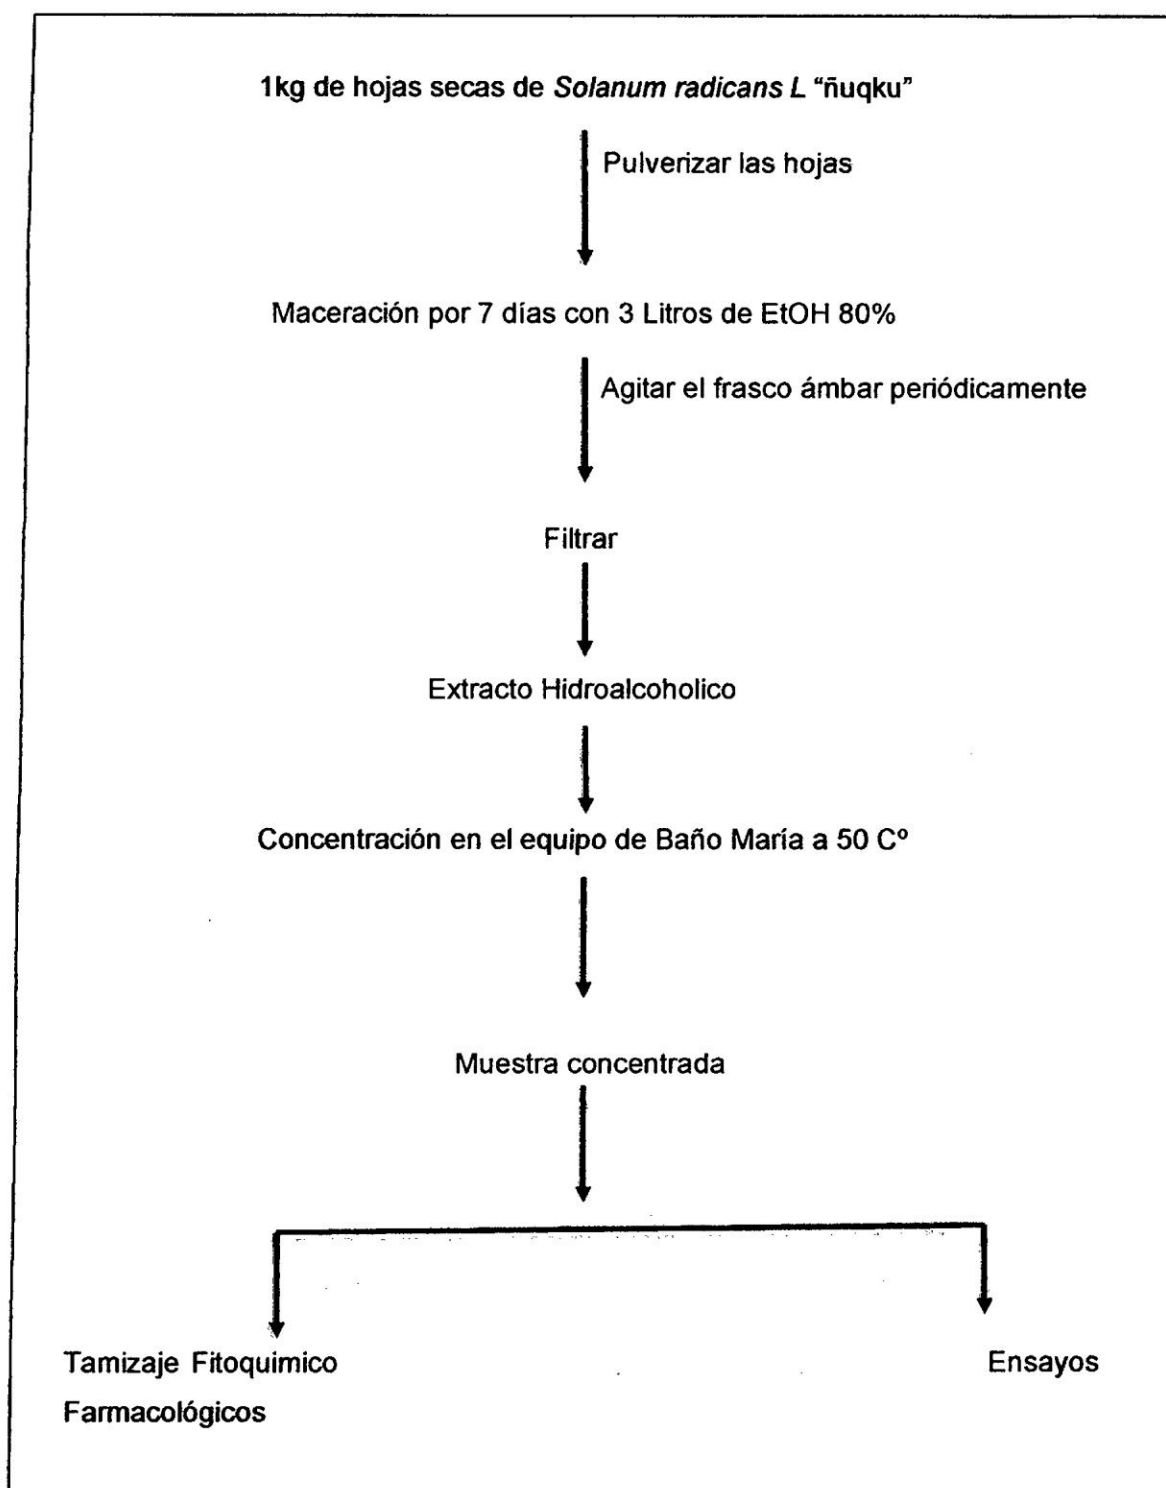 1kg de hojas secas de Solanum radicans L “ñuqku”
Pulverizar las hojas
Maceración por 7 días con 3 Litros de EtOH 80%
Agitar el frasco ámbar periódicamente
Filtrar
Extracto Hidroalcoholico
Concentración en el equipo de Baño María a 50 Cº
Muestra concentrada
Tamizaje Fitoquimico
Ensayos
Farmacológicos